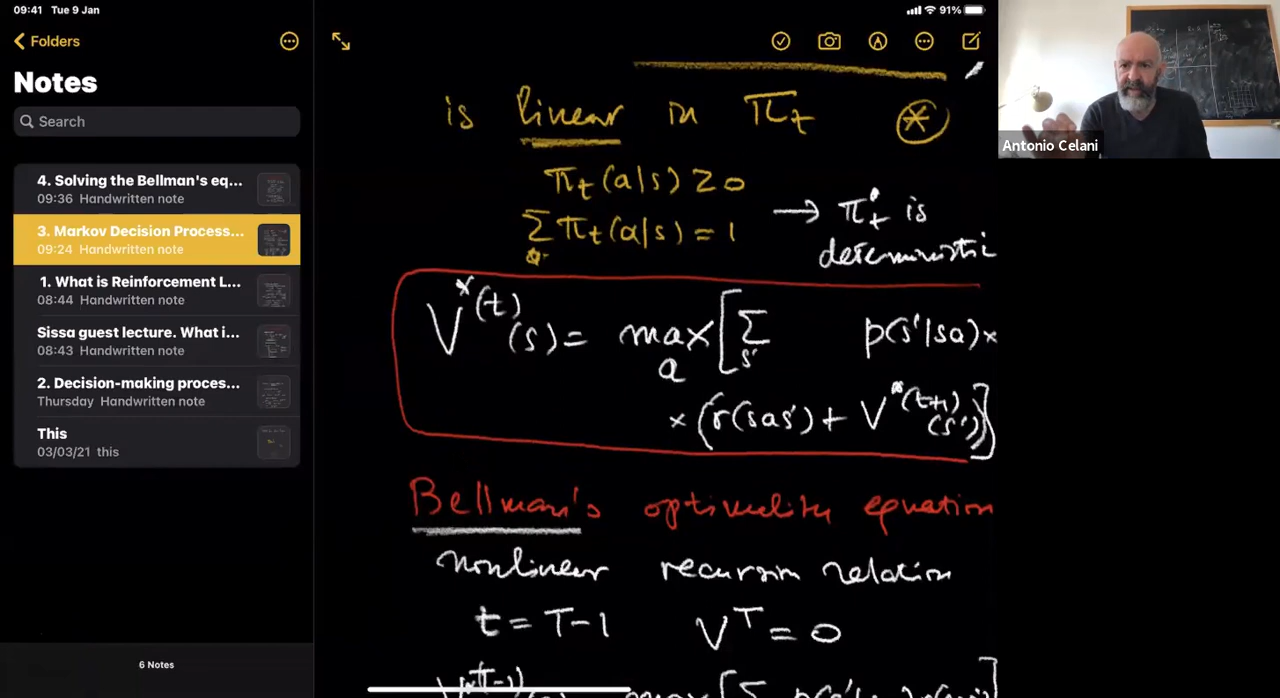 09:41 Tue 9 Jan
91%
Folders
Notes
Search
4. Solving the Bellman's eq...
09:36 Handwritten note
3. Markov Decision Process...
09:24 Handwritten note
1. What is Reinforcement L...
08:44 Handwritten note
Sissa guest lecture. What i...
08:43 Handwritten note
2. Decision-making proces...
Thursday Handwritten note
This
03/03/21 this
6 Notes
is linear in π_t ⊛
π_t(a|s) ≥ 0
Σ_a π_t(a|s) = 1
→ π*_t is
deterministic
V^{*(t)}(s) = max_a [Σ_{s'} p(s'|sa) ×
× (r(sas') + V^{*(t+1)}(s'))]
Bellman's optimality equation
nonlinear recursion relation
t = T-1 V^T = 0
Antonio Celani